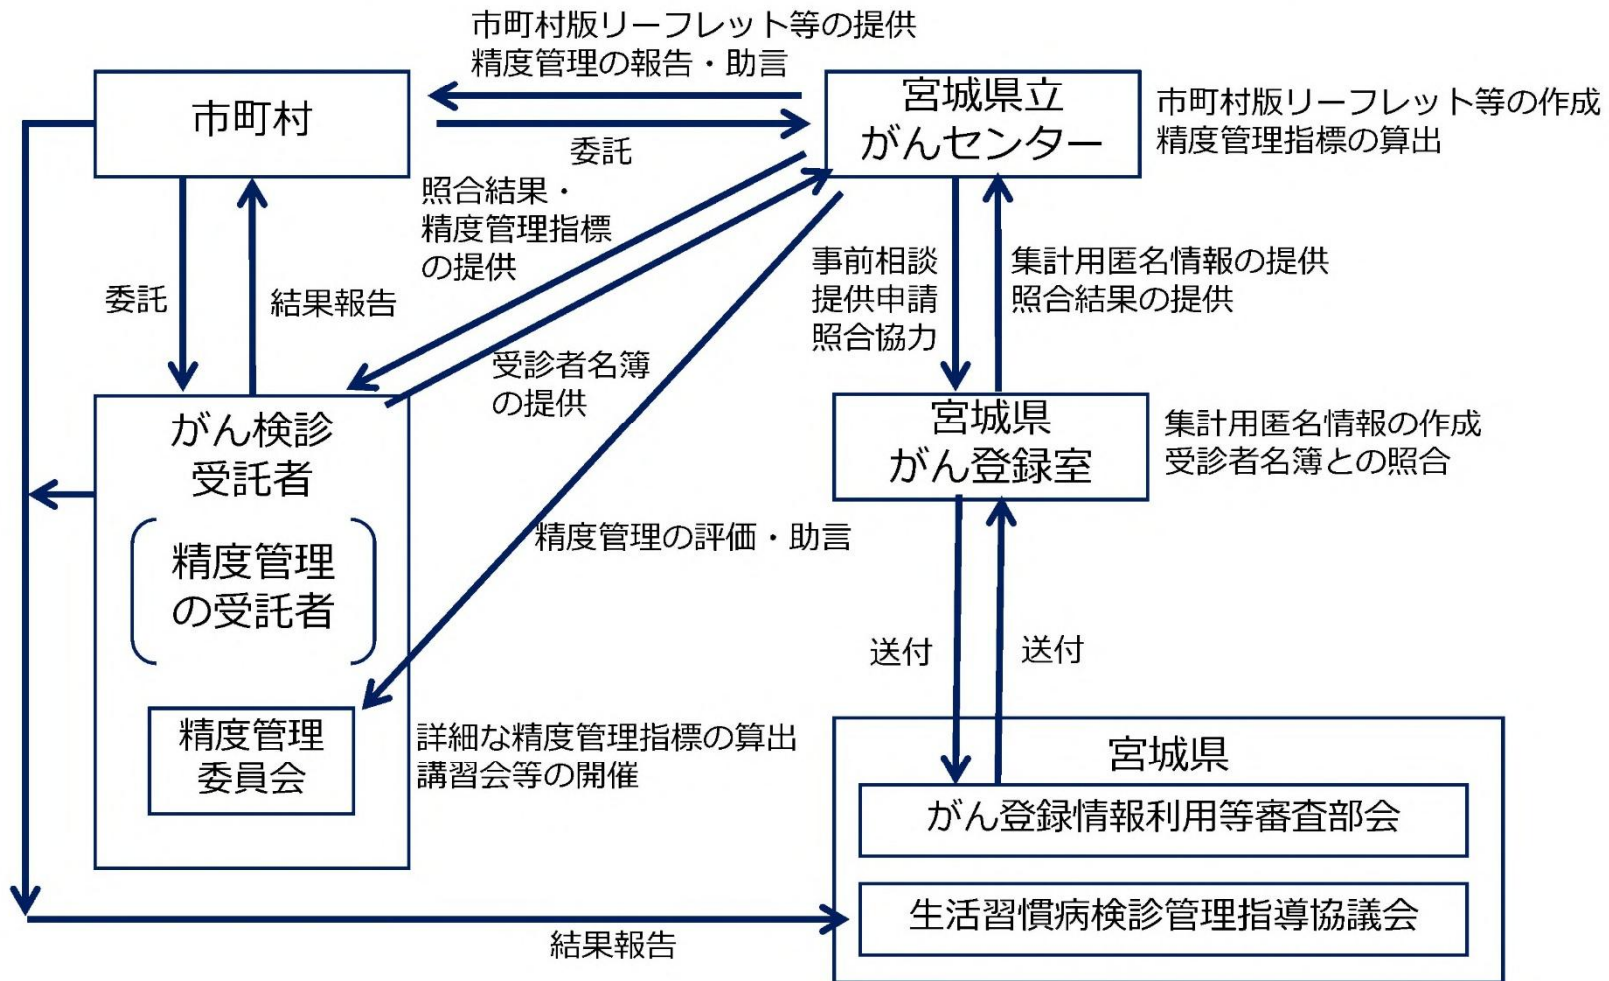 市町村版リーフレット等の提供
精度管理の報告・助言
市町村
宮城県立
がんセンター
市町村版リーフレット等の作成
精度管理指標の算出
委託
照合結果・
精度管理指標
の提供
事前相談
提供申請
照合協力
集計用匿名情報の提供
照合結果の提供
委託
結果報告
受診者名簿
の提供
がん検診
受託者
宮城県
がん登録室
集計用匿名情報の作成
受診者名簿との照合
精度管理
の受託者
精度管理の評価・助言
送付
送付
精度管理
委員会
詳細な精度管理指標の算出
講習会等の開催
宮城県
がん登録情報利用等審査部会
生活習慣病検診管理指導協議会
結果報告